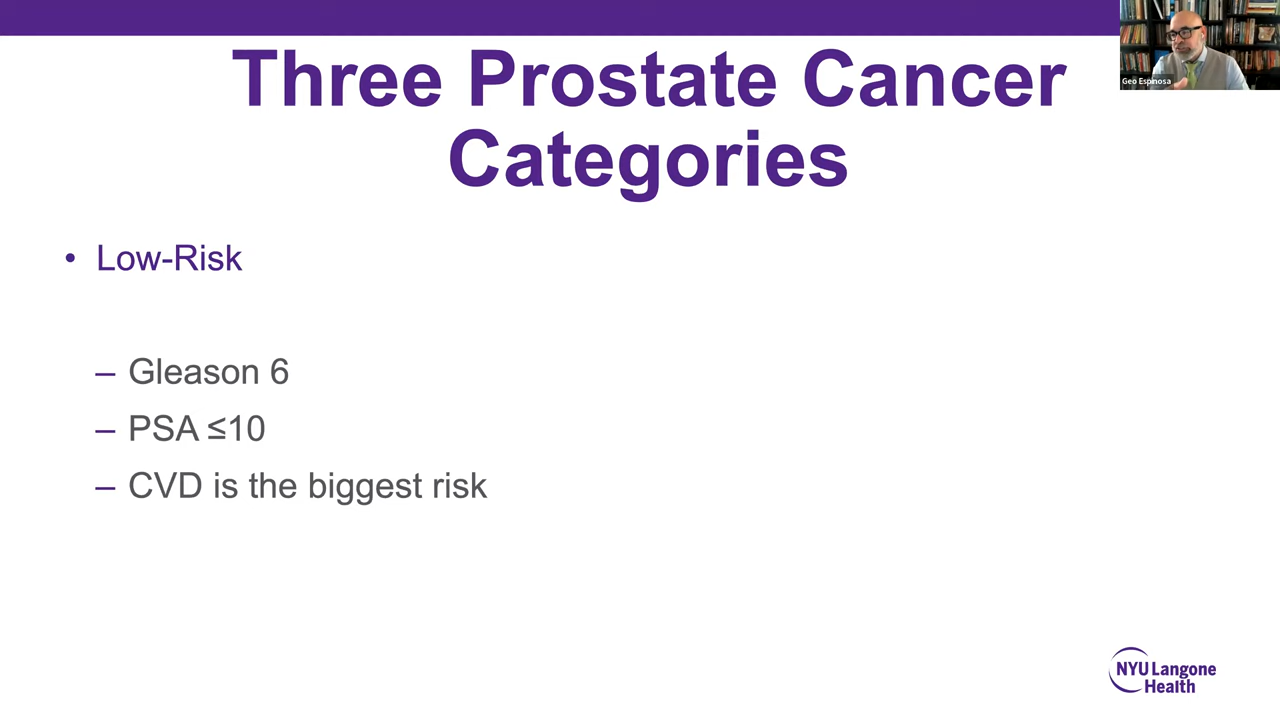 Three Prostate Cancer
Categories
Geo Espinosa
• Low-Risk
– Gleason 6
– PSA ≤10
– CVD is the biggest risk
NYU Langone
Health